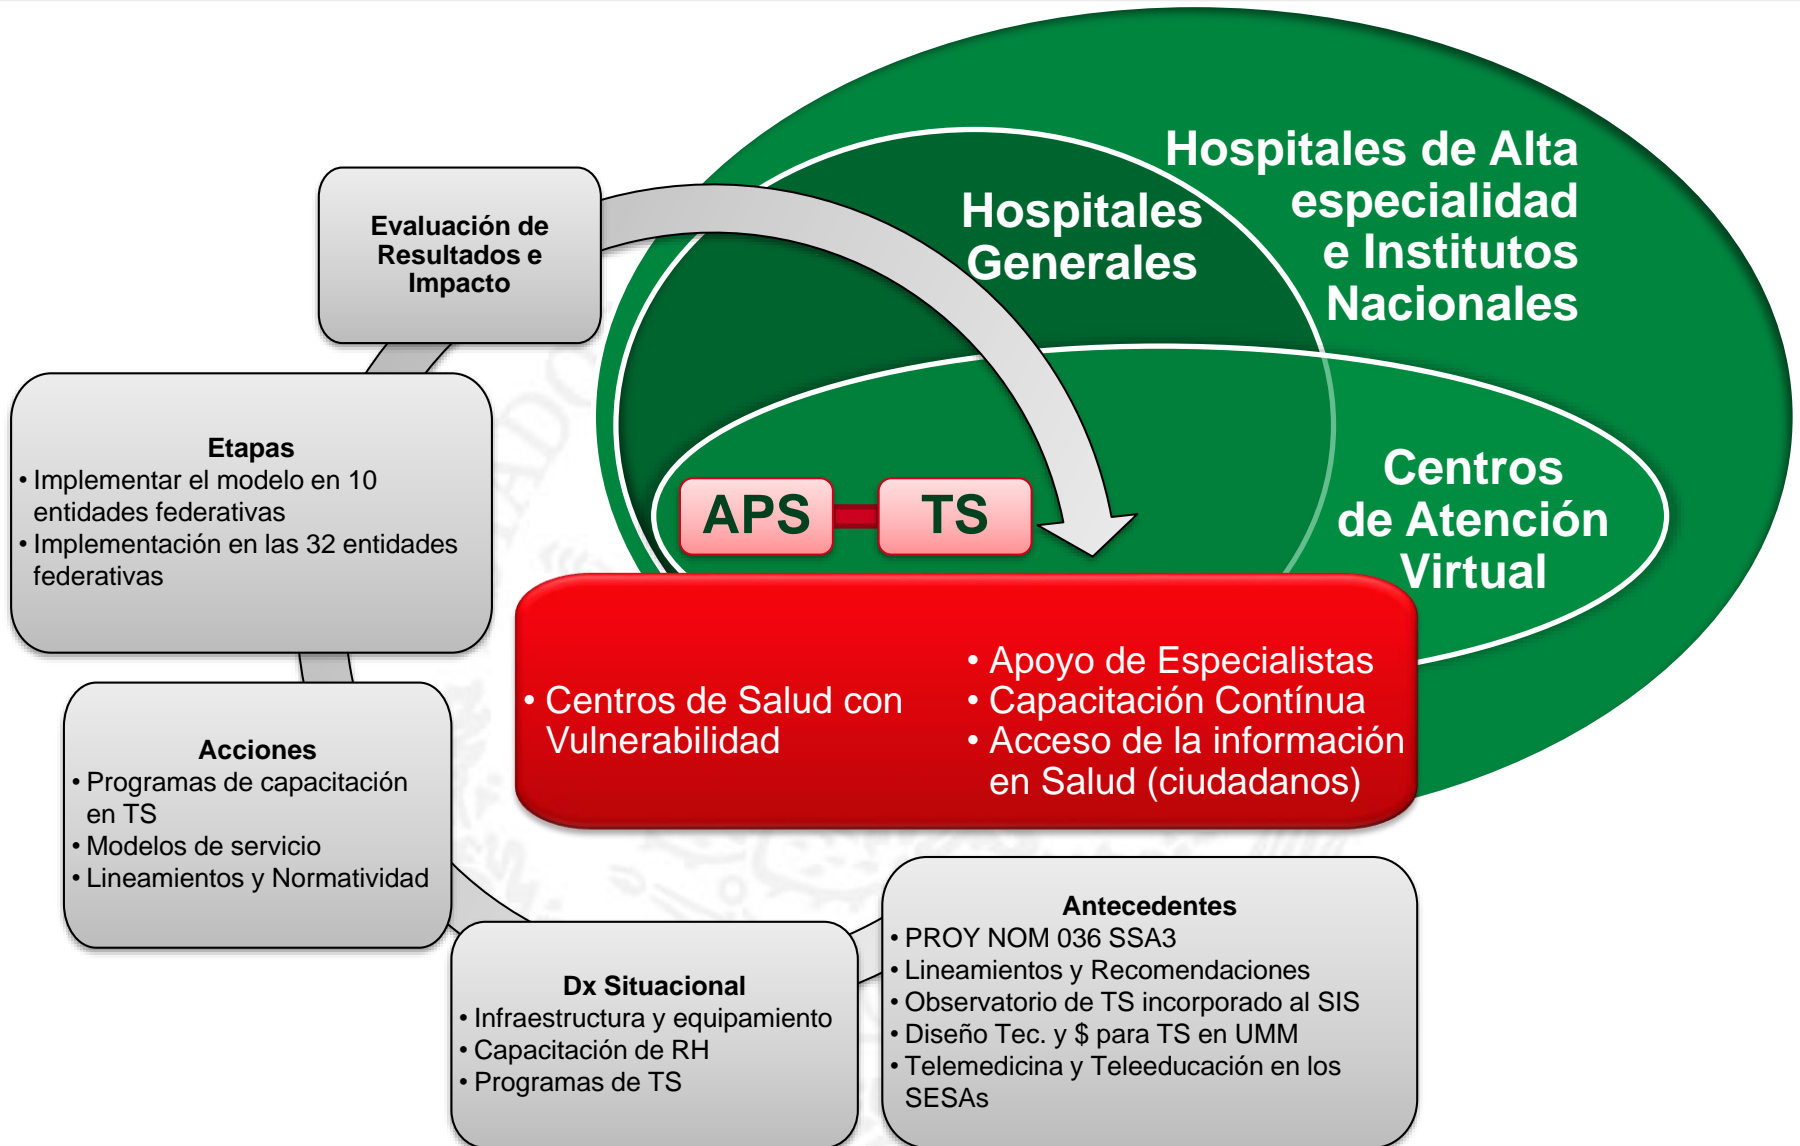 Hospitales de Alta
especialidad
e Institutos
Nacionales
Hospitales
Generales
Centros
de Atención
Virtual
APS
TS
• Centros de Salud con
Vulnerabilidad
• Apoyo de Especialistas
• Capacitación Contínua
• Acceso de la información
en Salud (ciudadanos)
Evaluación de
Resultados e
Impacto
Etapas
• Implementar el modelo en 10
entidades federativas
• Implementación en las 32 entidades
federativas
Acciones
• Programas de capacitación
en TS
• Modelos de servicio
• Lineamientos y Normatividad
Dx Situacional
• Infraestructura y equipamiento
• Capacitación de RH
• Programas de TS
Antecedentes
• PROY NOM 036 SSA3
• Lineamientos y Recomendaciones
• Observatorio de TS incorporado al SIS
• Diseño Tec. y $ para TS en UMM
• Telemedicina y Teleeducación en los
SESAs